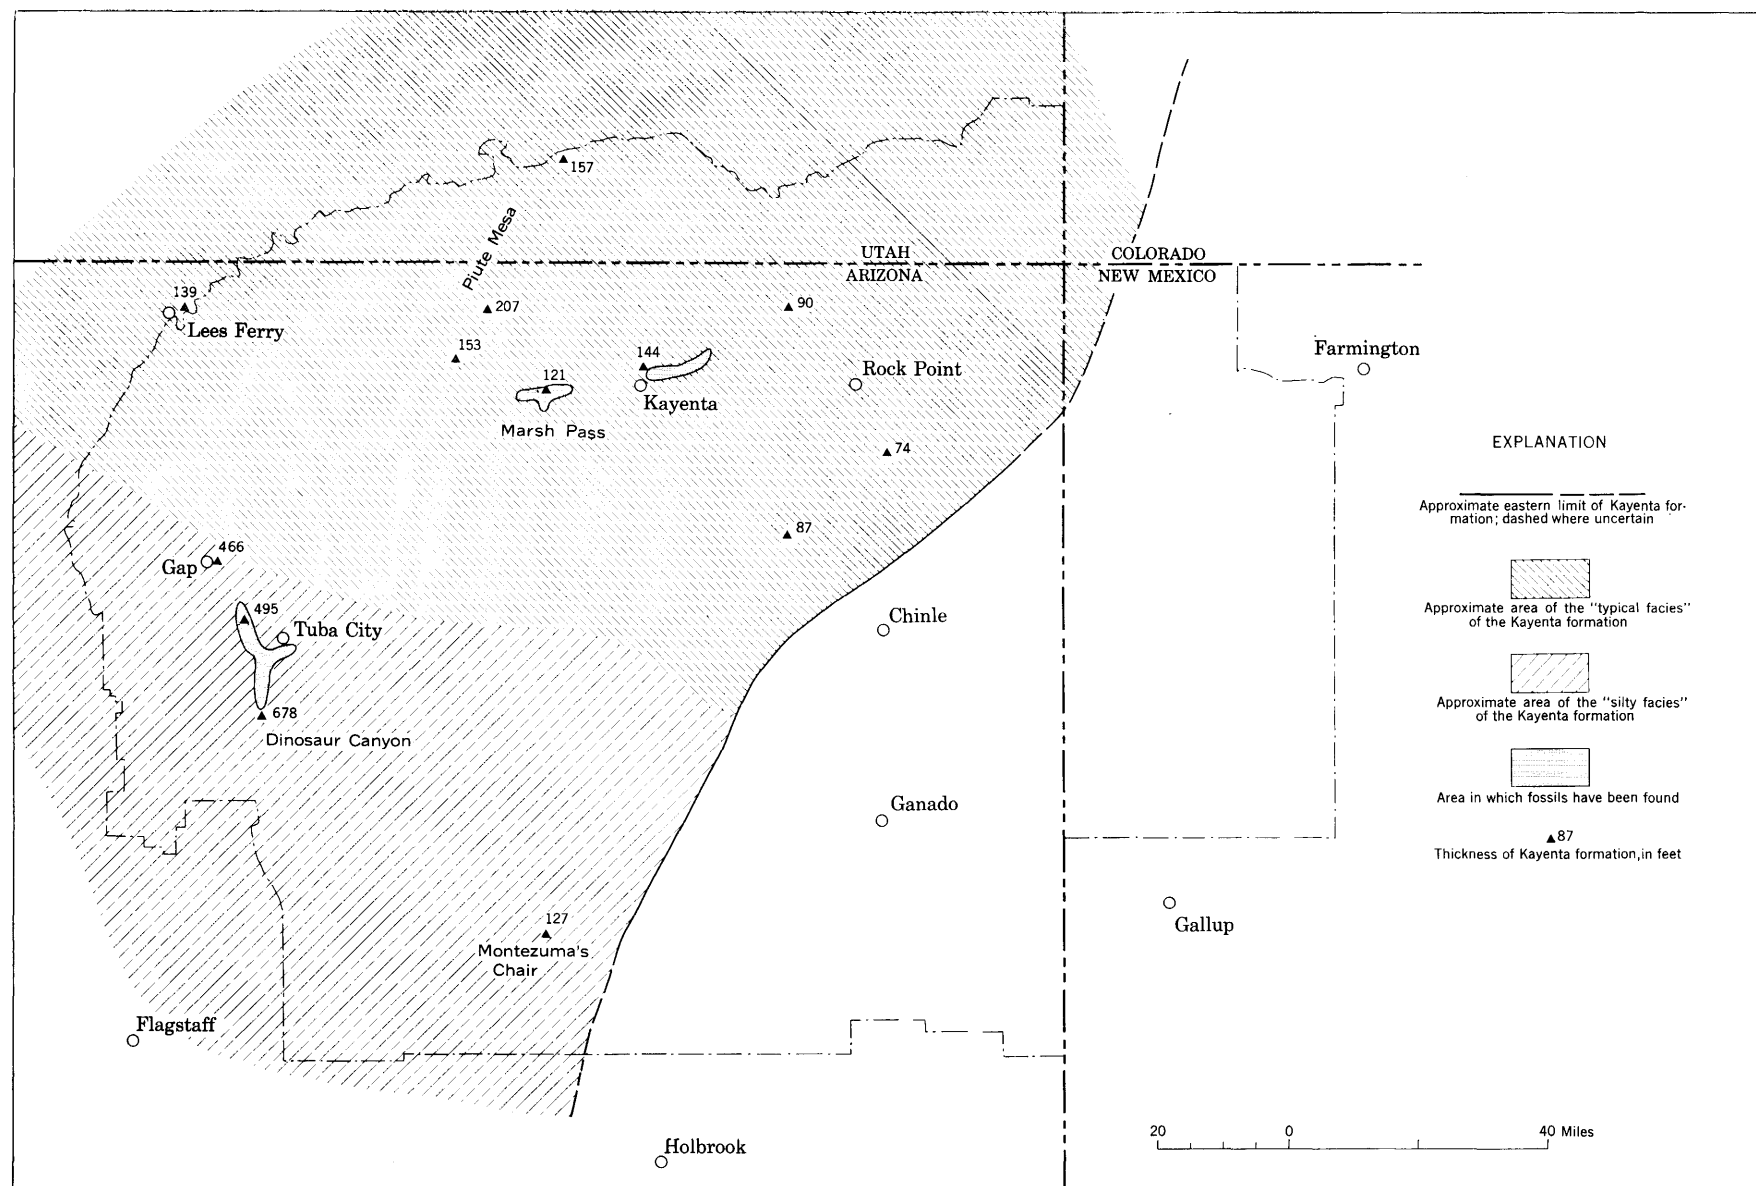 157
Piute Mesa
UTAH
COLORADO
ARIZONA
NEW MEXICO
139
Lees Ferry
207
90
153
144
121
Kayenta
Marsh Pass
Rock Point
Farmington
74
87
466
Gap
495
Tuba City
Chinle
678
Dinosaur Canyon
Ganado
127
Montezuma's
Chair
Gallup
Flagstaff
Holbrook
EXPLANATION
Approximate eastern limit of Kayenta for-
mation; dashed where uncertain
Approximate area of the "typical facies"
of the Kayenta formation
Approximate area of the "silty facies"
of the Kayenta formation
Area in which fossils have been found
87
Thickness of Kayenta formation, in feet
20 0 40 Miles